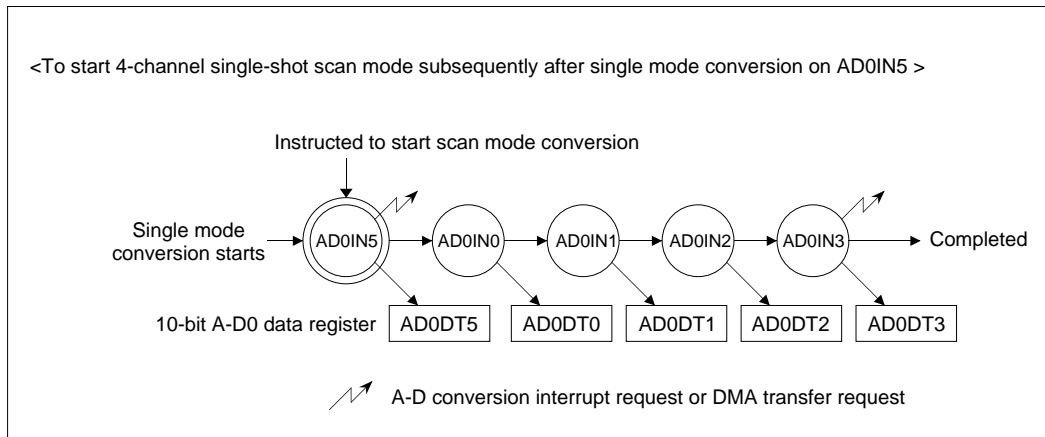 <To start 4-channel single-shot scan mode subsequently after single mode conversion on AD0IN5 >
Instructed to start scan mode conversion
Single mode
conversion starts
AD0IN5
AD0IN0
AD0IN1
AD0IN2
AD0IN3
Completed
10-bit A-D0 data register
AD0DT5
AD0DT0
AD0DT1
AD0DT2
AD0DT3
A-D conversion interrupt request or DMA transfer request